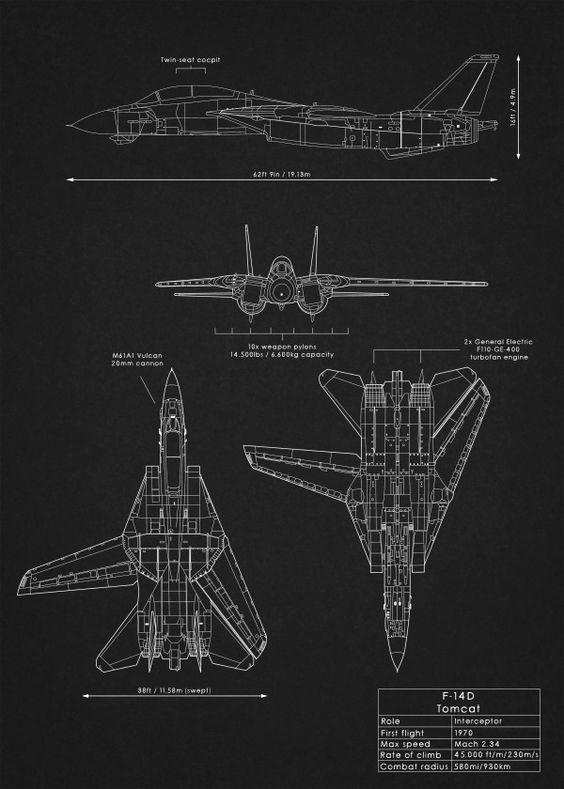 Twin-seat cocpit
16ft / 4.9m
62ft 9in / 19.13m
10x weapon pylons
14.500lbs / 6.600kg capacity
2x General Electric
F110-GE-400
turbofan engine
M61A1 Vulcan
20mm cannon
38ft / 11.58m (swept)
F-14D
Tomcat
Role Interceptor
First flight 1970
Max speed Mach 2.34
Rate of climb 45.000 ft/m/230m/s
Combat radius 580mi/930km